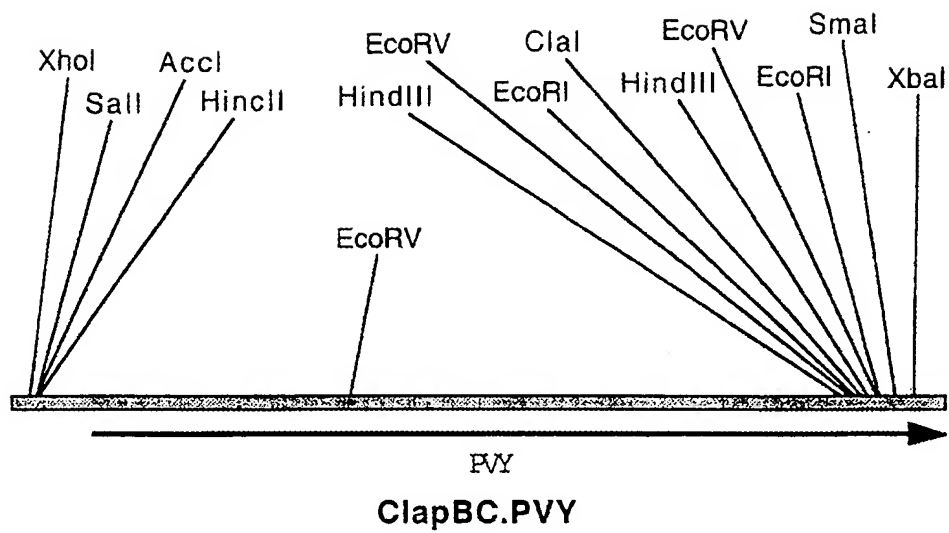 XhoI
SalI
AccI
HincII
HindIII
EcoRV
EcoRI
ClaI
HindIII
EcoRV
EcoRI
SmaI
XbaI
EcoRV
PVY
ClapBC.PVY